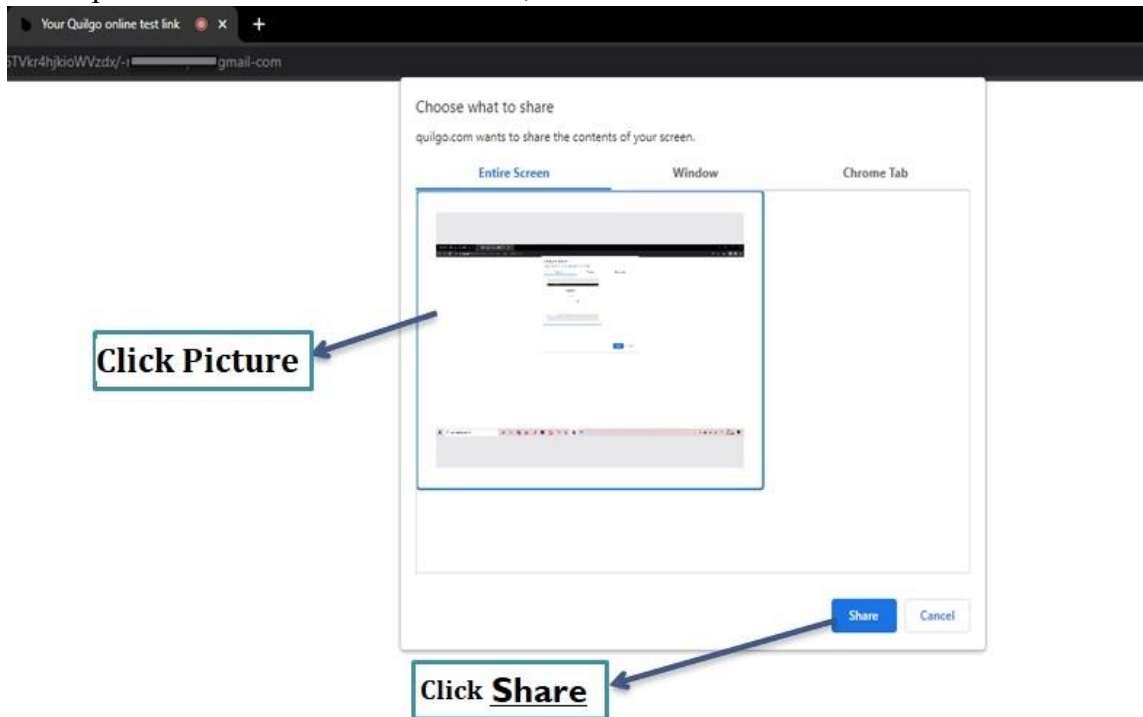 Your Quilgo online test link
TVkr4hjkioWVzdx/- gmail-com
Choose what to share
quilgo.com wants to share the contents of your screen.
Entire Screen Window Chrome Tab
Click Picture
Share Cancel
Click Share